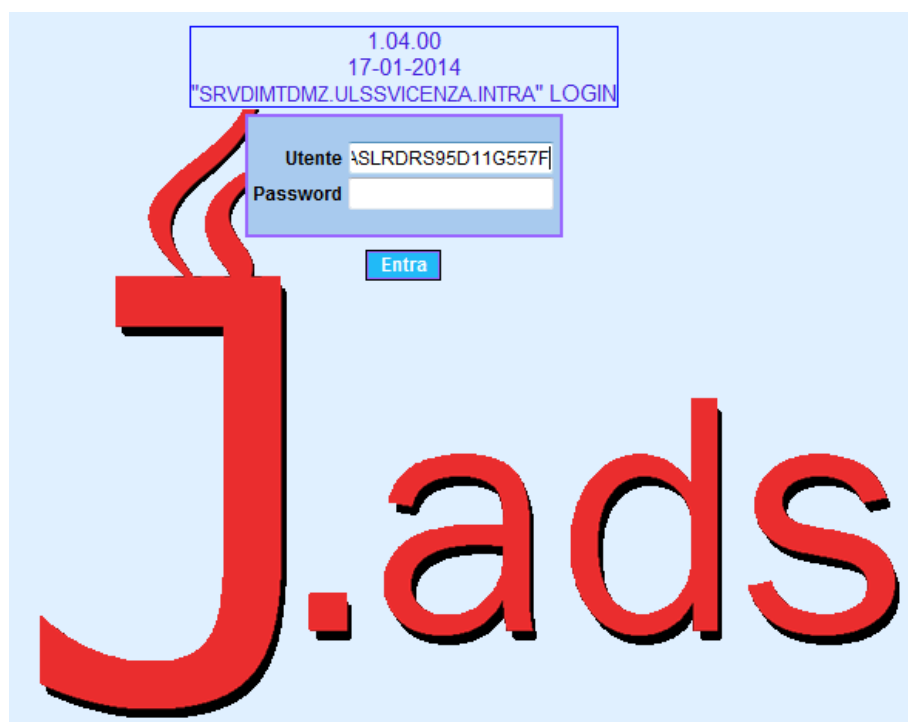 1.04.00
17-01-2014
"SRVDIMTDMZ.ULSSVICENZA.INTRA" LOGIN
Utente ASLRDRS95D11G557F
Password
Entra
J.ads